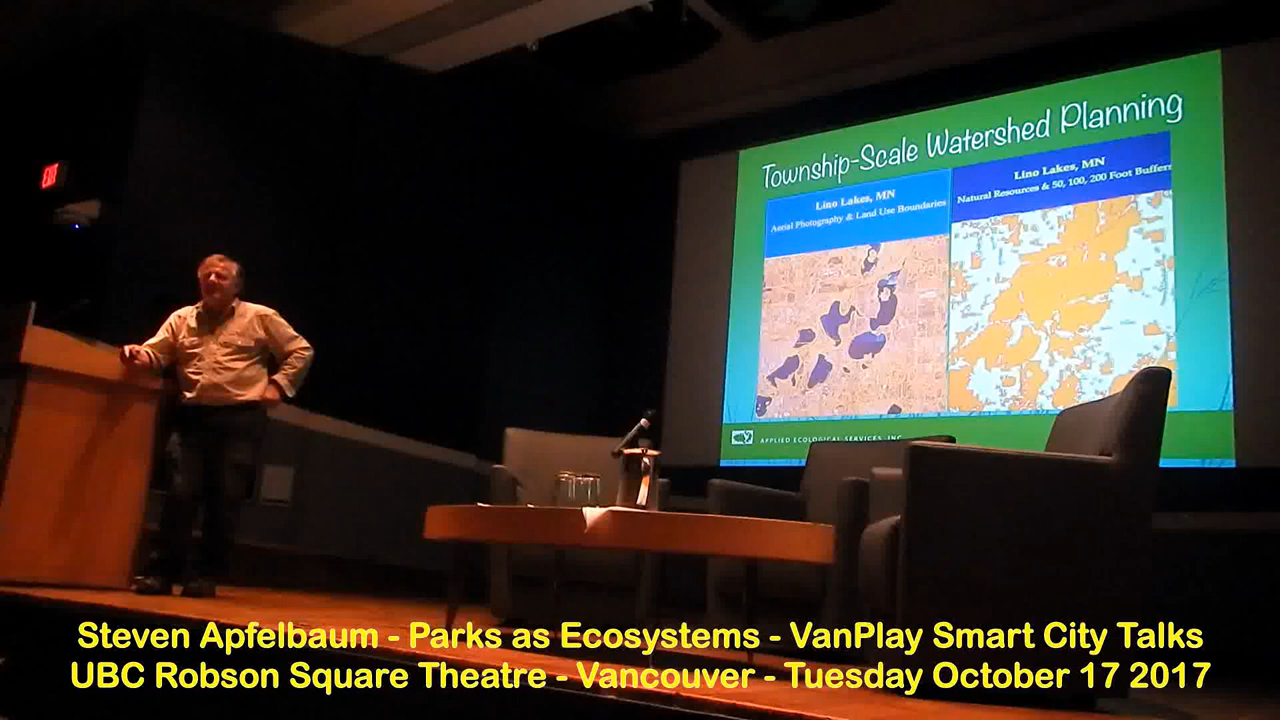 EXIT
Township-Scale Watershed Planning
Lino Lakes, MN
Aerial Photography & Land Use Boundaries
Lino Lakes, MN
Natural Resources & 50, 100, 200 Foot Buffers
APPLIED ECOLOGICAL SERVICES, INC.
Steven Apfelbaum - Parks as Ecosystems - VanPlay Smart City Talks
UBC Robson Square Theatre - Vancouver - Tuesday October 17 2017